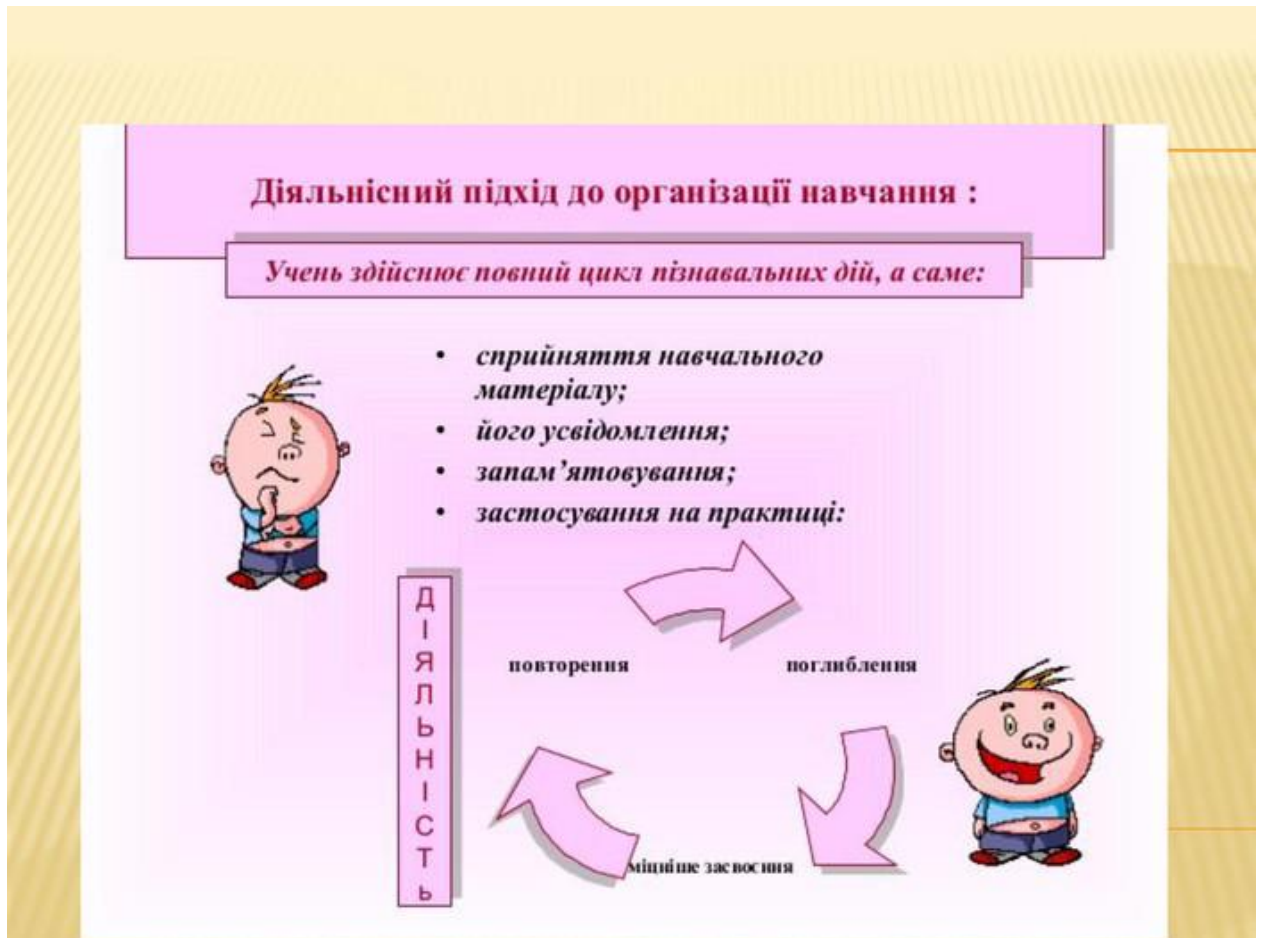 Діяльнісний підхід до організації навчання :
Учень здійснює повний цикл пізнавальних дій, а саме:
• сприйняття навчального
матеріалу;
• його усвідомлення;
• запам’ятовування;
• застосування на практиці:
ДІЯЛЬНІСТЬ
повторення
поглиблення
міцніше засвоєння